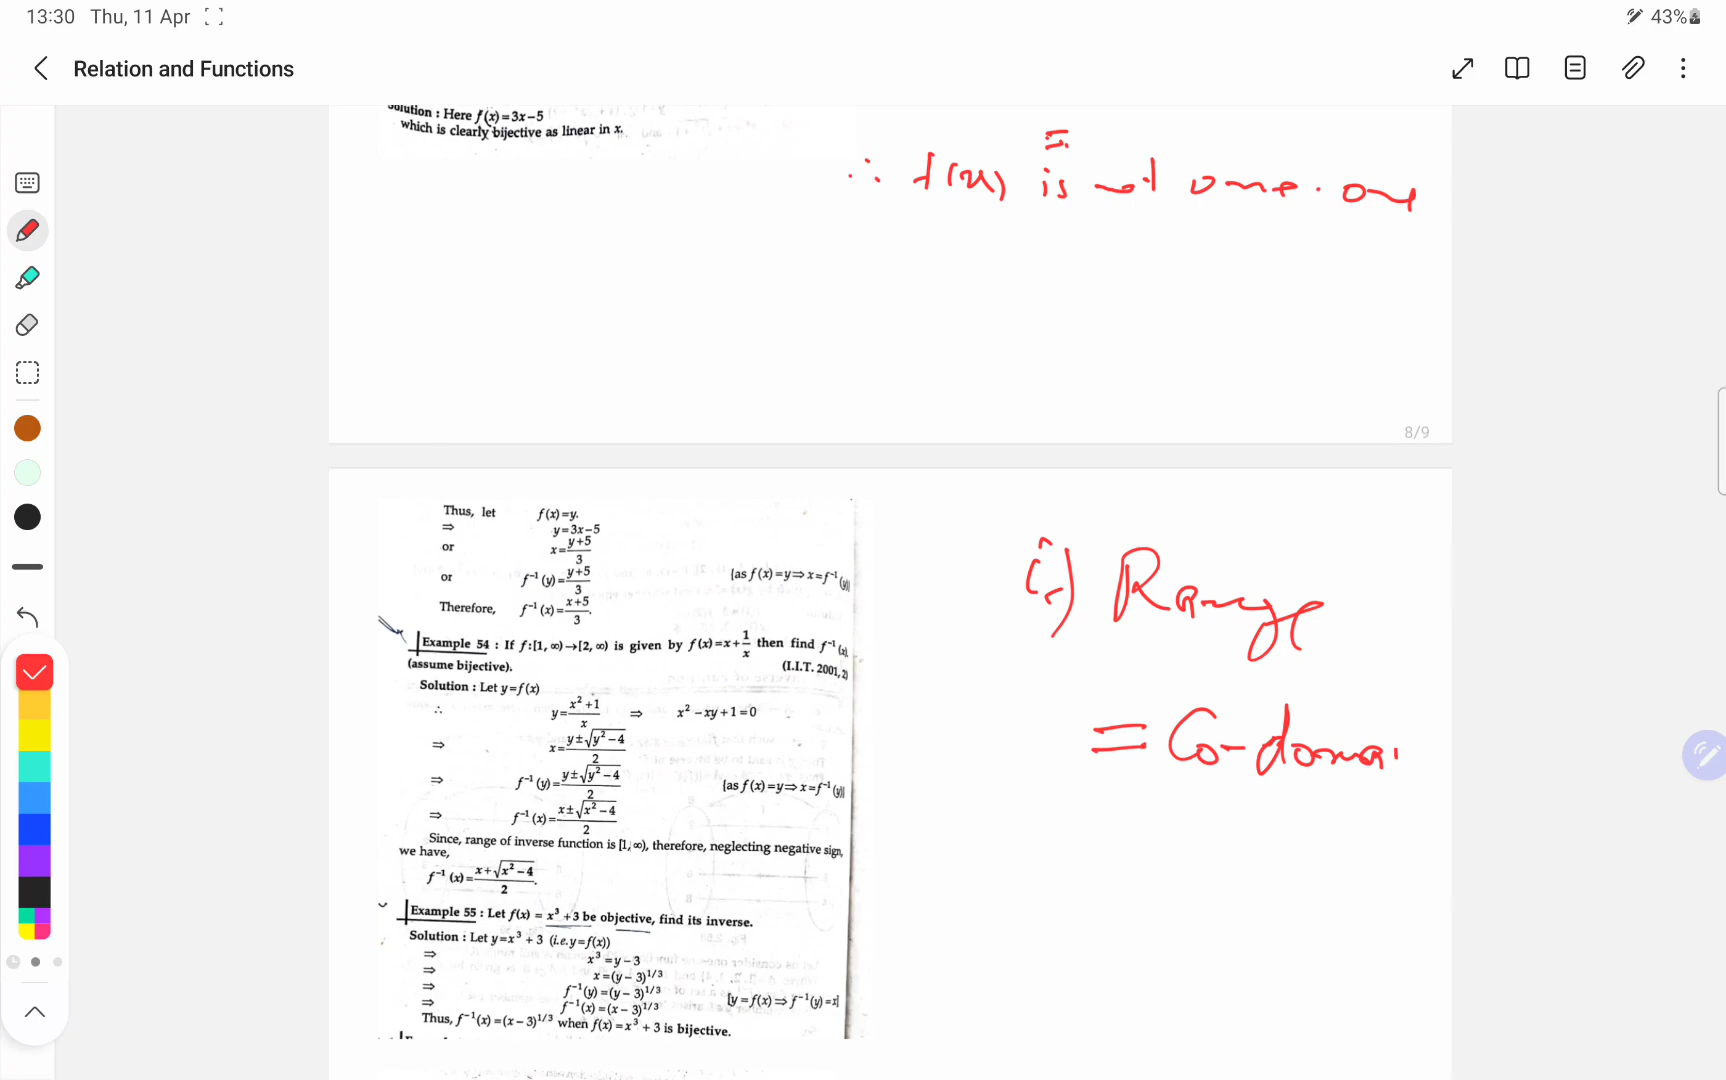 13:30 Thu, 11 Apr
43%
Relation and Functions
Solution : Here f(x)=3x−5
which is clearly bijective as linear in x.
∴ f(x) is not one-one
8/9
Thus, let f(x)=y.
⇒ y=3x−5
or x=(y+5)/3
or f⁻¹(y)=(y+5)/3 {as f(x)=y⇒x=f⁻¹(y)}
Therefore, f⁻¹(x)=(x+5)/3.
Example 54 : If f:[1, ∞)→[2, ∞) is given by f(x)=x+1/x then find f⁻¹(x).
(assume bijective). (I.I.T. 2001, 2)
Solution : Let y=f(x)
∴ y=(x²+1)/x ⇒ x²−xy+1=0
⇒ x=(y±√(y²−4))/2
⇒ f⁻¹(y)=(y±√(y²−4))/2 {as f(x)=y⇒x=f⁻¹(y)}
⇒ f⁻¹(x)=(x±√(x²−4))/2
Since, range of inverse function is [1, ∞), therefore, neglecting negative sign,
we have,
f⁻¹(x)=(x+√(x²−4))/2.
Example 55 : Let f(x) = x³+3 be objective, find its inverse.
Solution : Let y=x³+3 (i.e. y=f(x))
⇒ x³=y−3
⇒ x=(y−3)^1/3
⇒ f⁻¹(y)=(y−3)^1/3 [y=f(x)⇒f⁻¹(y)=x]
⇒ f⁻¹(x)=(x−3)^1/3
Thus, f⁻¹(x)=(x−3)^1/3 when f(x)=x³+3 is bijective.
Range
= Co-domai